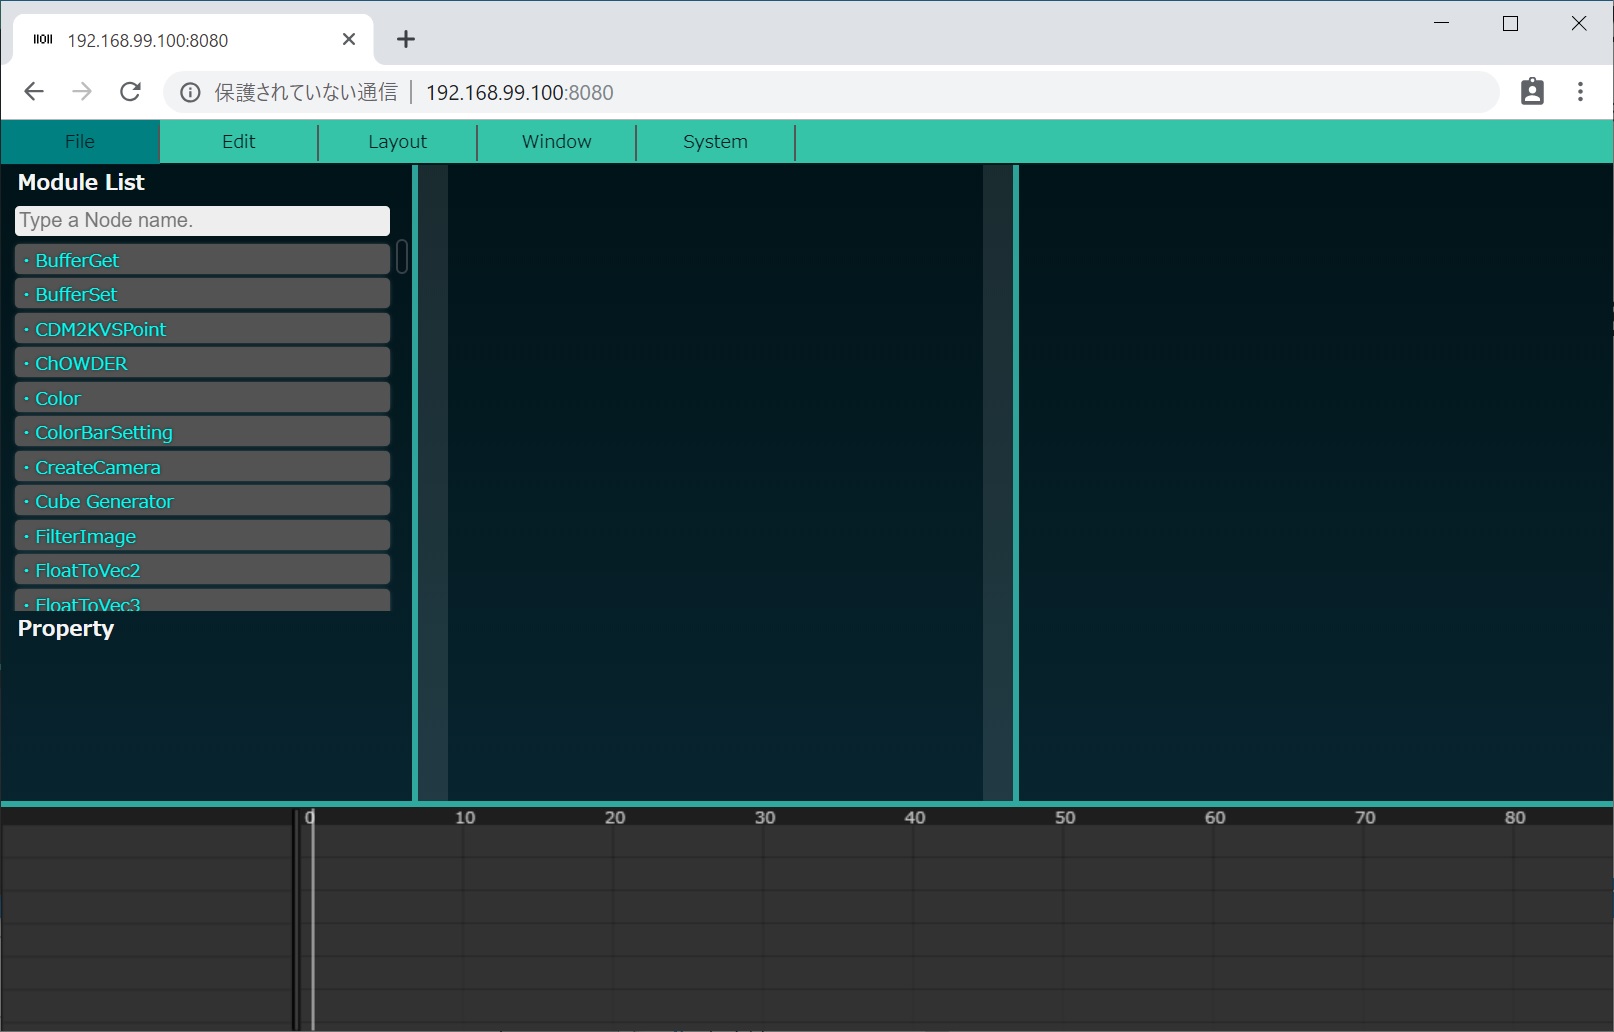 192.168.99.100:8080
保護されていない通信 192.168.99.100:8080
File Edit Layout Window System
Module List
Type a Node name.
・BufferGet
・BufferSet
・CDM2KVSPoint
・ChOWDER
・Color
・ColorBarSetting
・CreateCamera
・Cube Generator
・FilterImage
・FloatToVec2
・FloatToVec3
Property
0 10 20 30 40 50 60 70 80